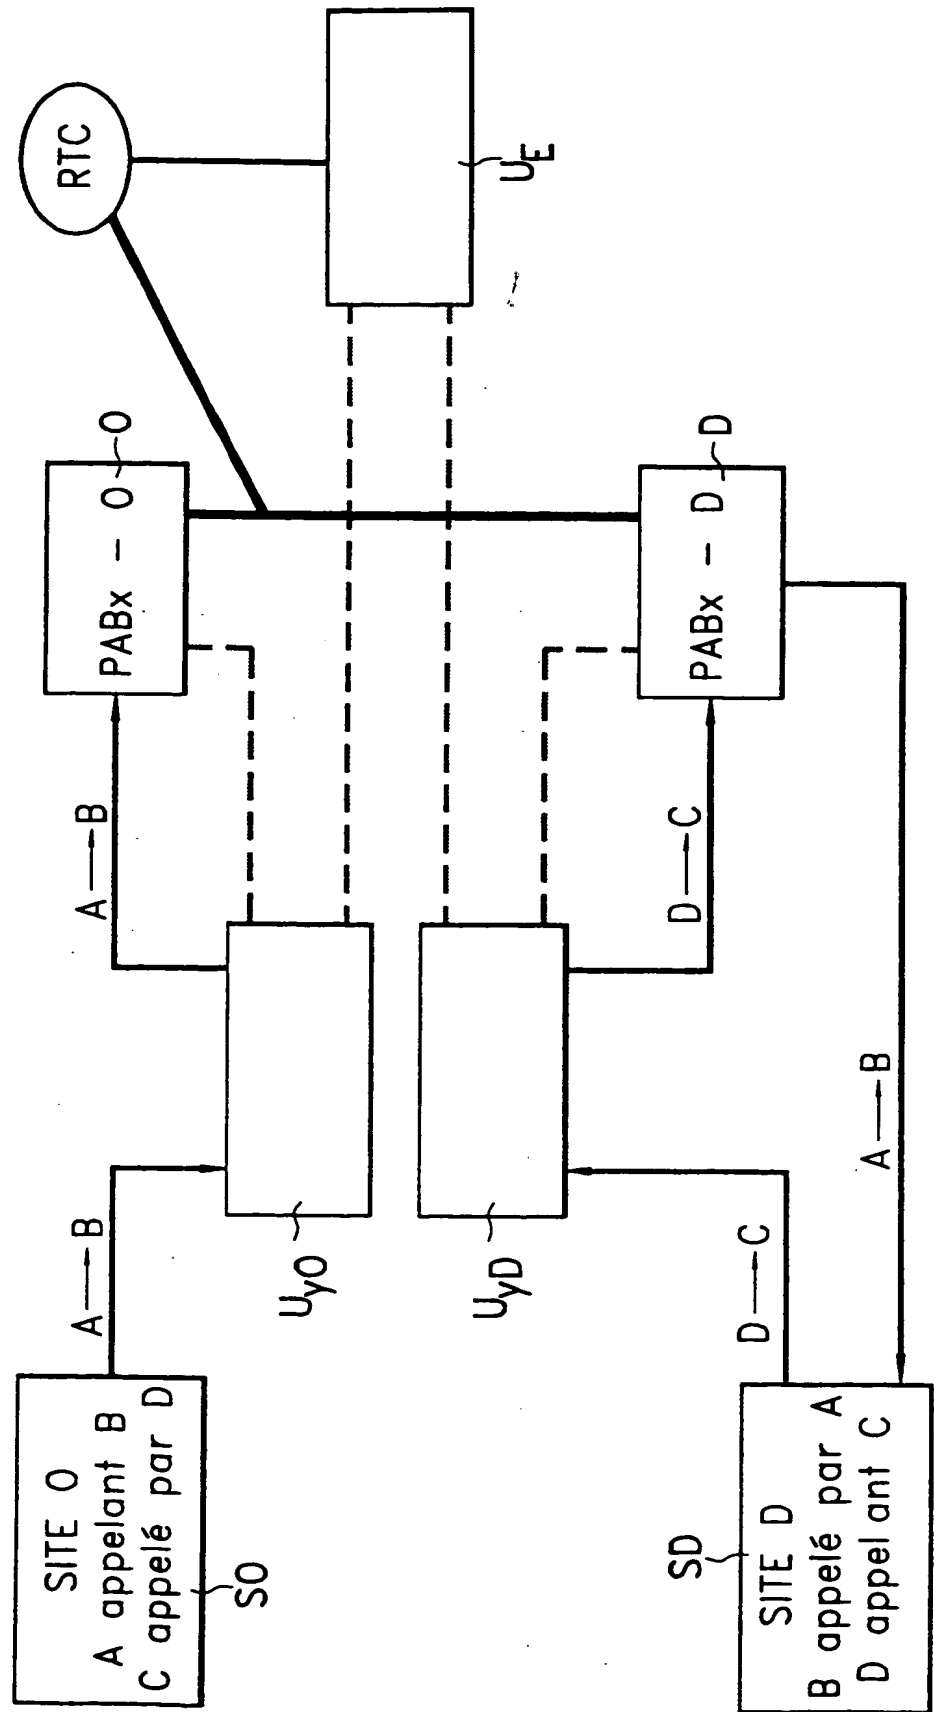 SITE O
A appelant B
C appelé par D
SO
A → B
UyO
A → B
PABx - O
O
RTC
UE
SD
SITE D
B appelé par A
D appelant C
D → C
UyD
D → C
PABx - D
D
A → B